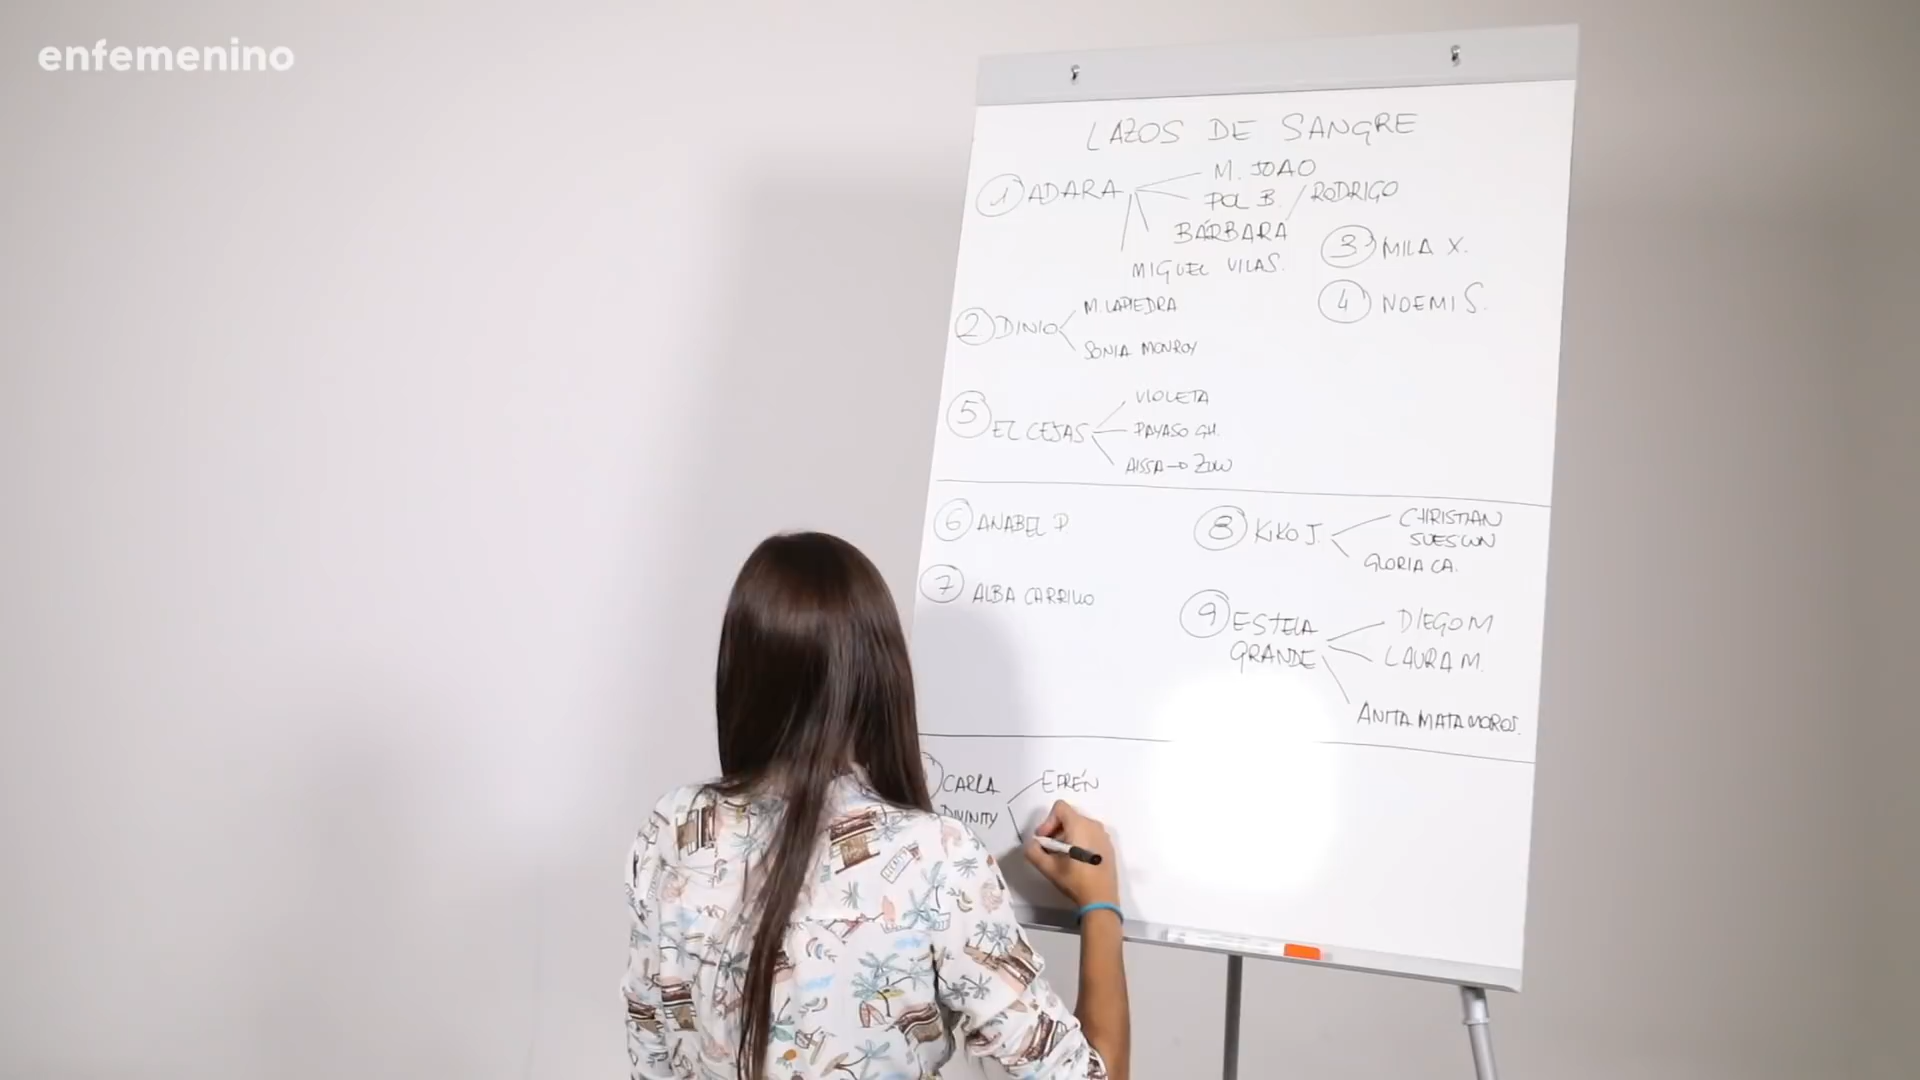 enfemenino
LAZOS DE SANGRE
1 ADARA
M. JOAO
POL B.
RODRIGO
BÁRBARA
MIGUEL VILAS.
3 MILA X.
4 NOEMI S.
2 DINIO
M. LAPIEDRA
SONIA MONROY
5 EL CEJAS
VIOLETA
PAYASO GH.
AISSA → ZOW
6 ANABEL P.
7 ALBA CARRILLO
8 KIKO J.
CHRISTIAN
SUESCUN
GLORIA CA.
9 ESTELA
GRANDE
DIEGO M
LAURA M.
ANITA MATAMOROS.
CARLA
DIVINITY
EFRÉN